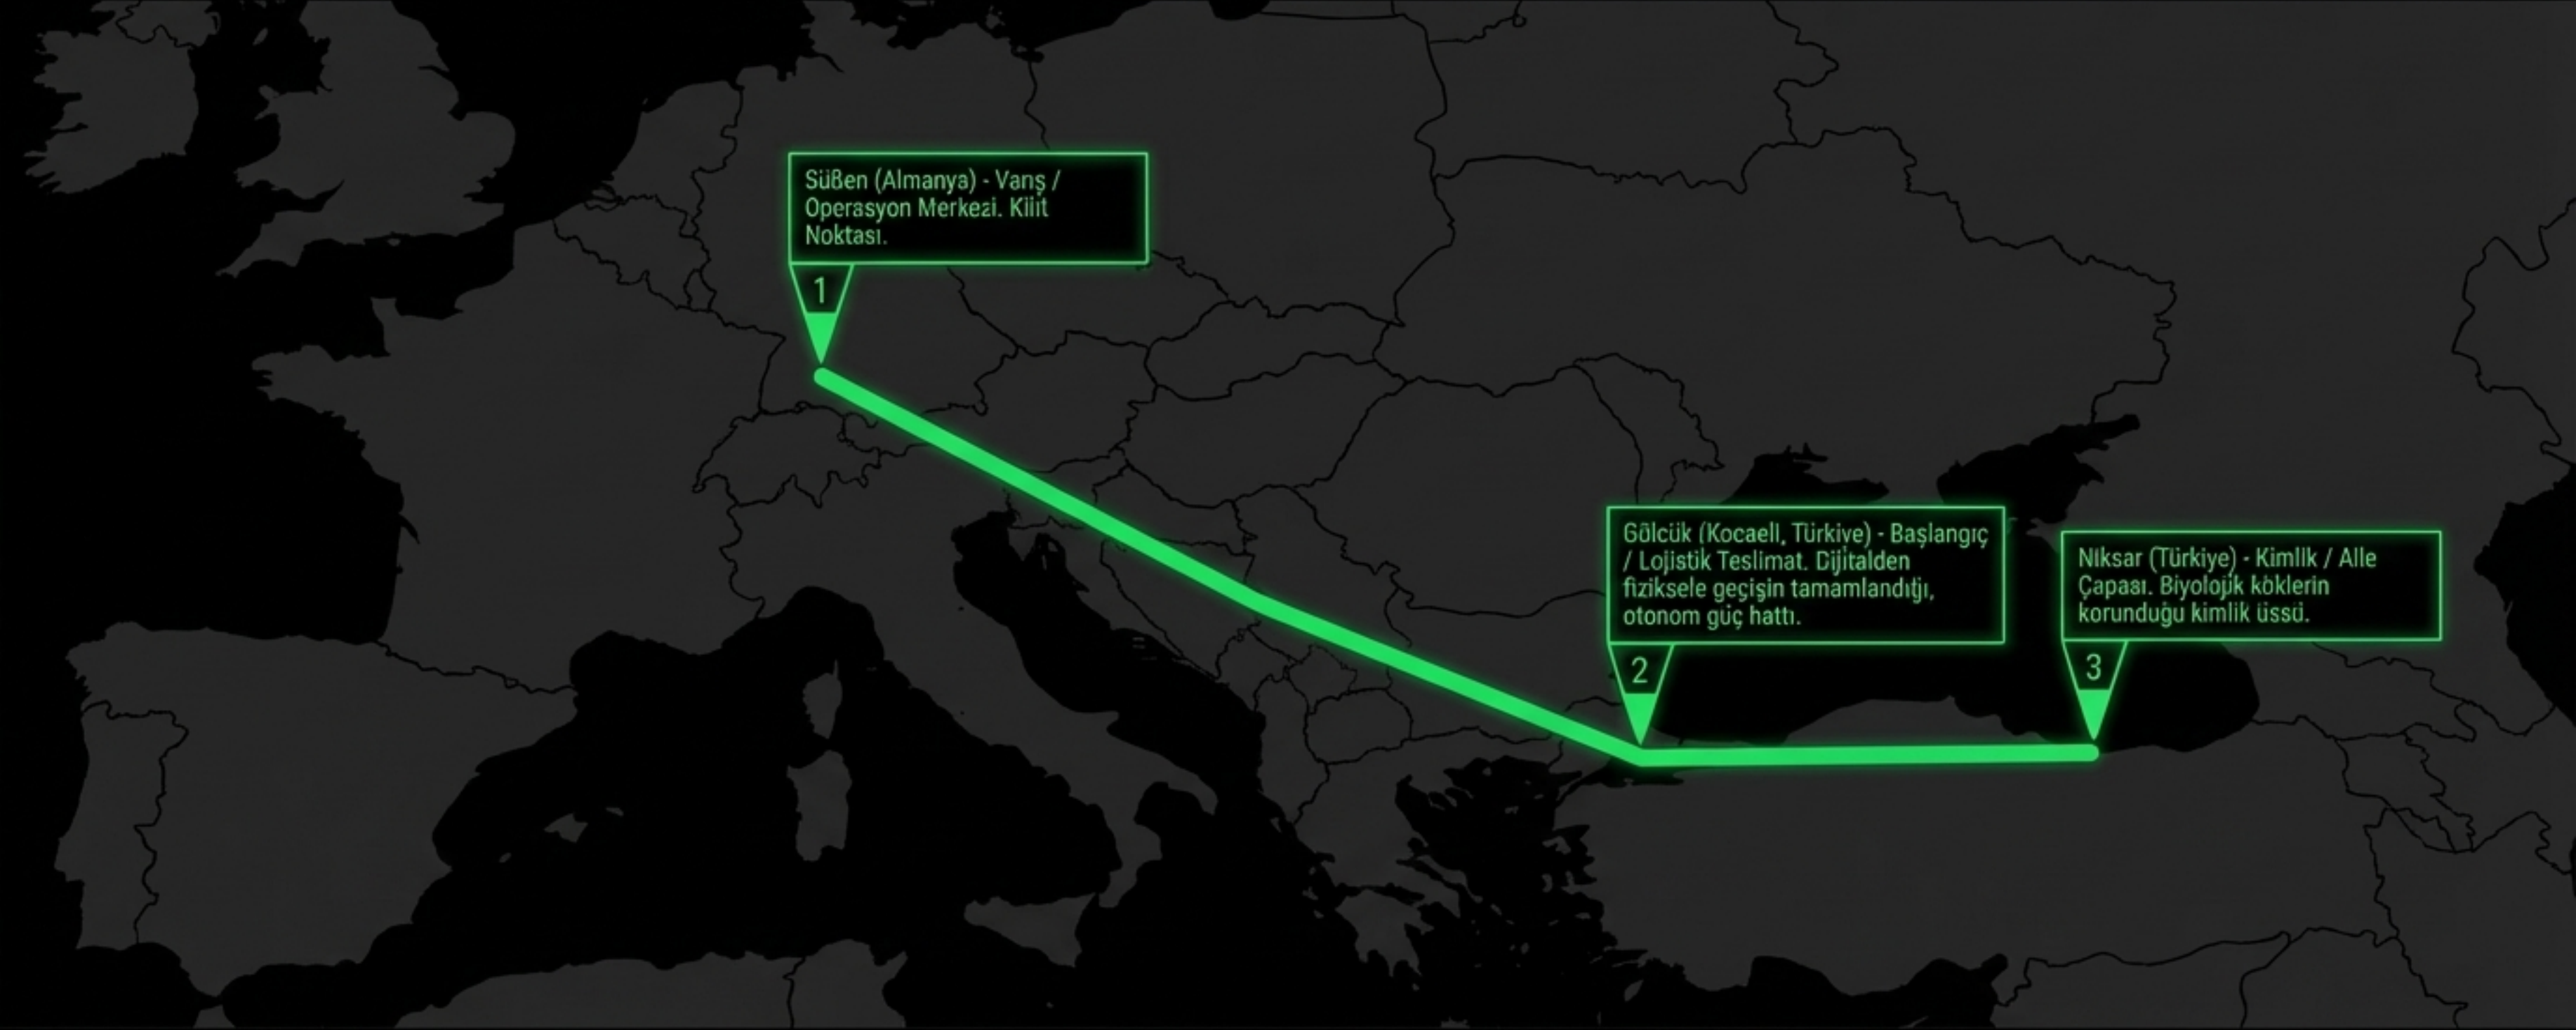 Süßen (Almanya) - Varış /
Operasyon Merkezi. Kilit
Noktası.
1
Gölcük (Kocaeli, Türkiye) - Başlangıç
/ Lojistik Teslimat. Dijitalden
fiziksele geçişin tamamlandığı,
otonom güç hattı.
2
Niksar (Türkiye) - Kimlik / Aile
Çapası. Biyolojik köklerin
korunduğu kimlik üssü.
3